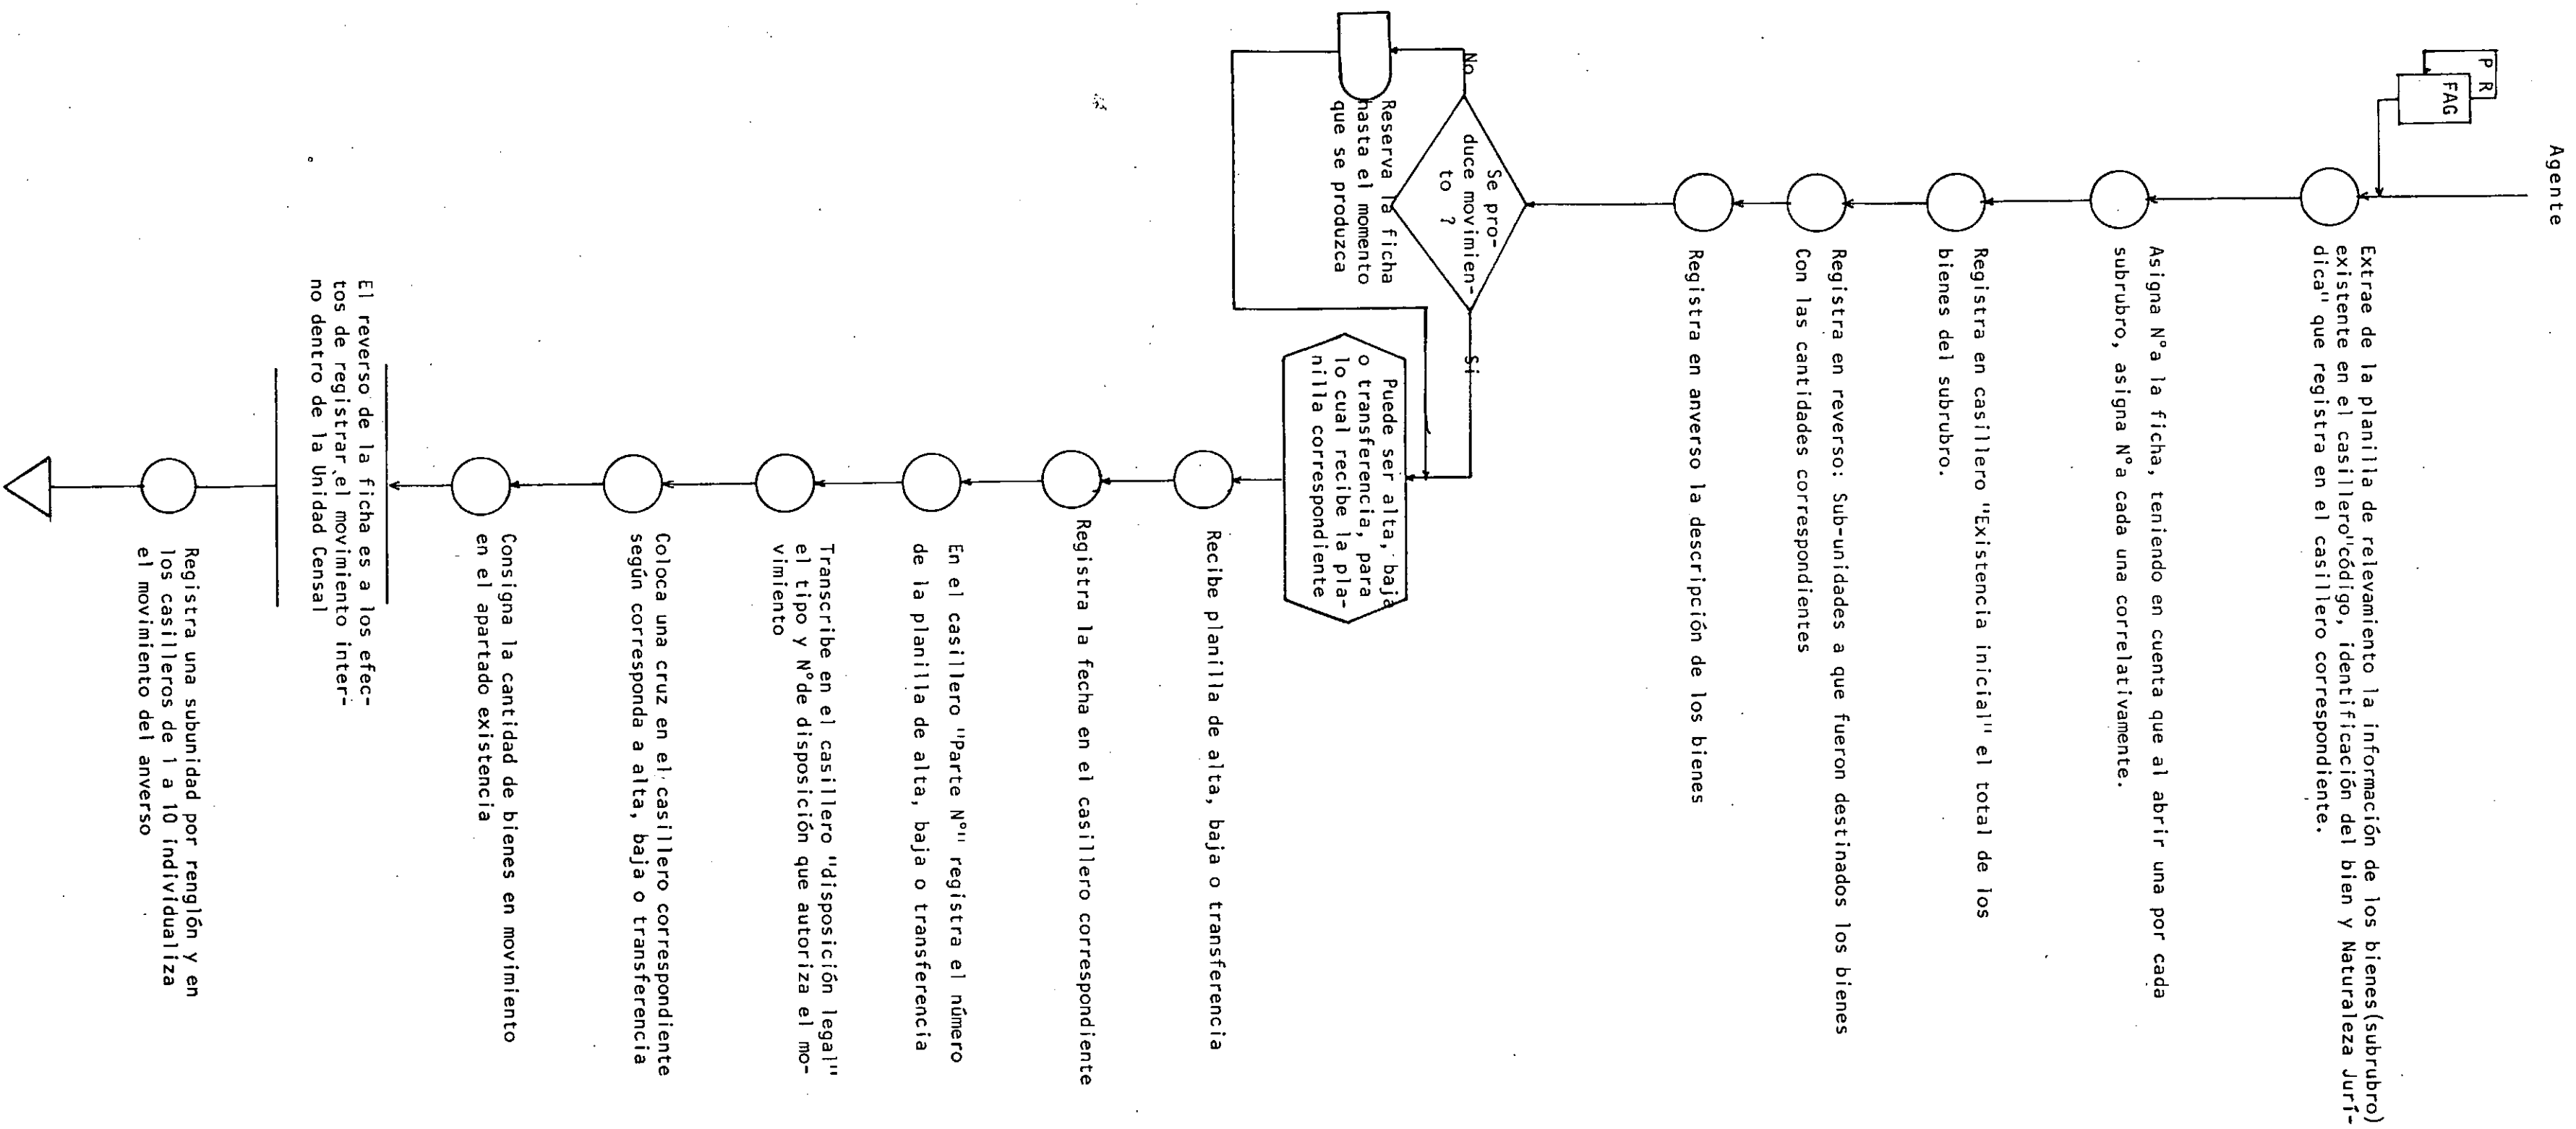 Agente
P R
FAG
Extrae de la planilla de relevamiento la información de los bienes(subrubro)
existente en el casillero"código, identificación del bien y Naturaleza Jurí-
dica" que registra en el casillero correspondiente.
Asigna N°a la ficha, teniendo en cuenta que al abrir una por cada
subrubro, asigna N°a cada una correlativamente.
Registra en casillero "Existencia inicial" el total de los
bienes del subrubro.
Registra en reverso: Sub-unidades a que fueron destinados los bienes
Con las cantidades correspondientes
Registra en anverso la descripción de los bienes
Se pro-
duce movimien-
to ?
No
Si
Reserva la ficha
hasta el momento
que se produzca
Puede ser alta, baja
o transferencia, para
lo cual recibe la pla-
nilla correspondiente
Recibe planilla de alta, baja o transferencia
Registra la fecha en el casillero correspondiente
En el casillero "Parte N°" registra el número
de la planilla de alta, baja o transferencia
Transcribe en el casillero "disposición legal"
el tipo y N°de disposición que autoriza el mo-
vimiento
Coloca una cruz en el casillero correspondiente
según corresponda a alta, baja o transferencia
Consigna la cantidad de bienes en movimiento
en el apartado existencia
El reverso de la ficha es a los efec-
tos de registrar el movimiento inter-
no dentro de la Unidad Censal
Registra una subunidad por renglón y en
los casilleros de 1 a 10 individualiza
el movimiento del anverso